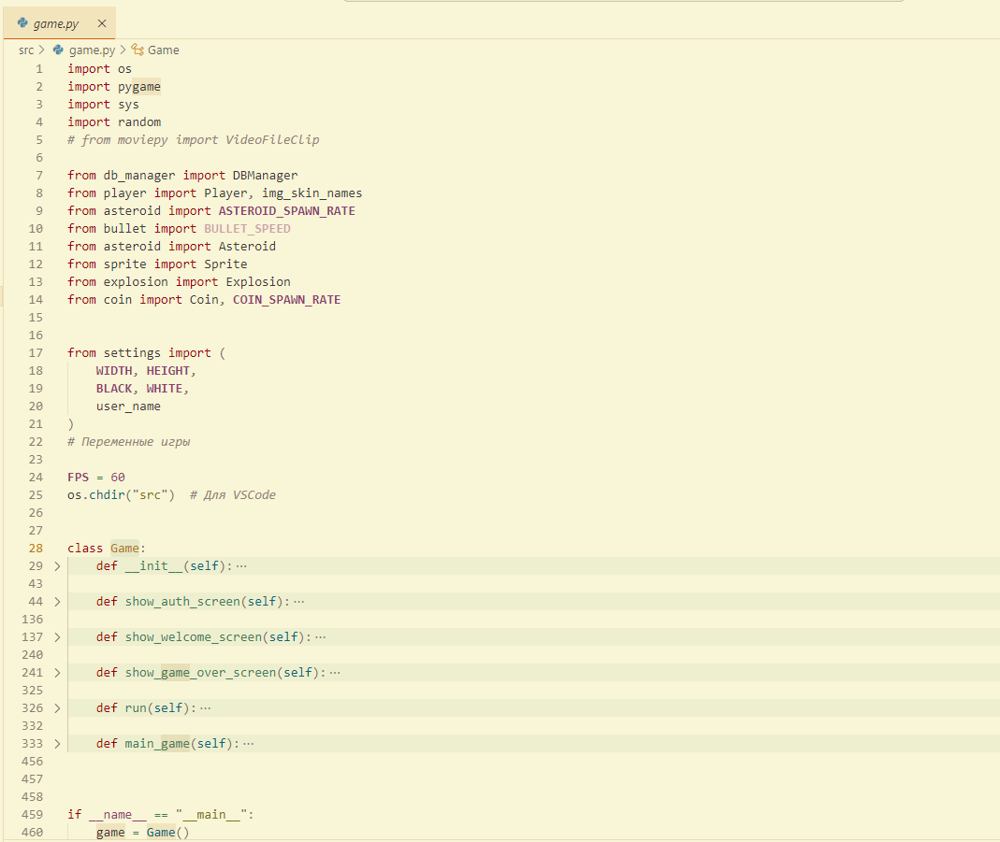 game.py ×
src > game.py > Game
1 import os
2 import pygame
3 import sys
4 import random
5 # from moviepy import VideoFileClip
6
7 from db_manager import DBManager
8 from player import Player, img_skin_names
9 from asteroid import ASTEROID_SPAWN_RATE
10 from bullet import BULLET_SPEED
11 from asteroid import Asteroid
12 from sprite import Sprite
13 from explosion import Explosion
14 from coin import Coin, COIN_SPAWN_RATE
15
16
17 from settings import (
18     WIDTH, HEIGHT,
19     BLACK, WHITE,
20     user_name
21 )
22 # Переменные игры
23
24 FPS = 60
25 os.chdir("src")  # Для VSCode
26
27
28 class Game:
29 >     def __init__(self): ···
43
44 >     def show_auth_screen(self): ···
136
137 >     def show_welcome_screen(self): ···
240
241 >     def show_game_over_screen(self): ···
325
326 >     def run(self): ···
332
333 >     def main_game(self): ···
456
457
458
459 if __name__ == "__main__":
460     game = Game()